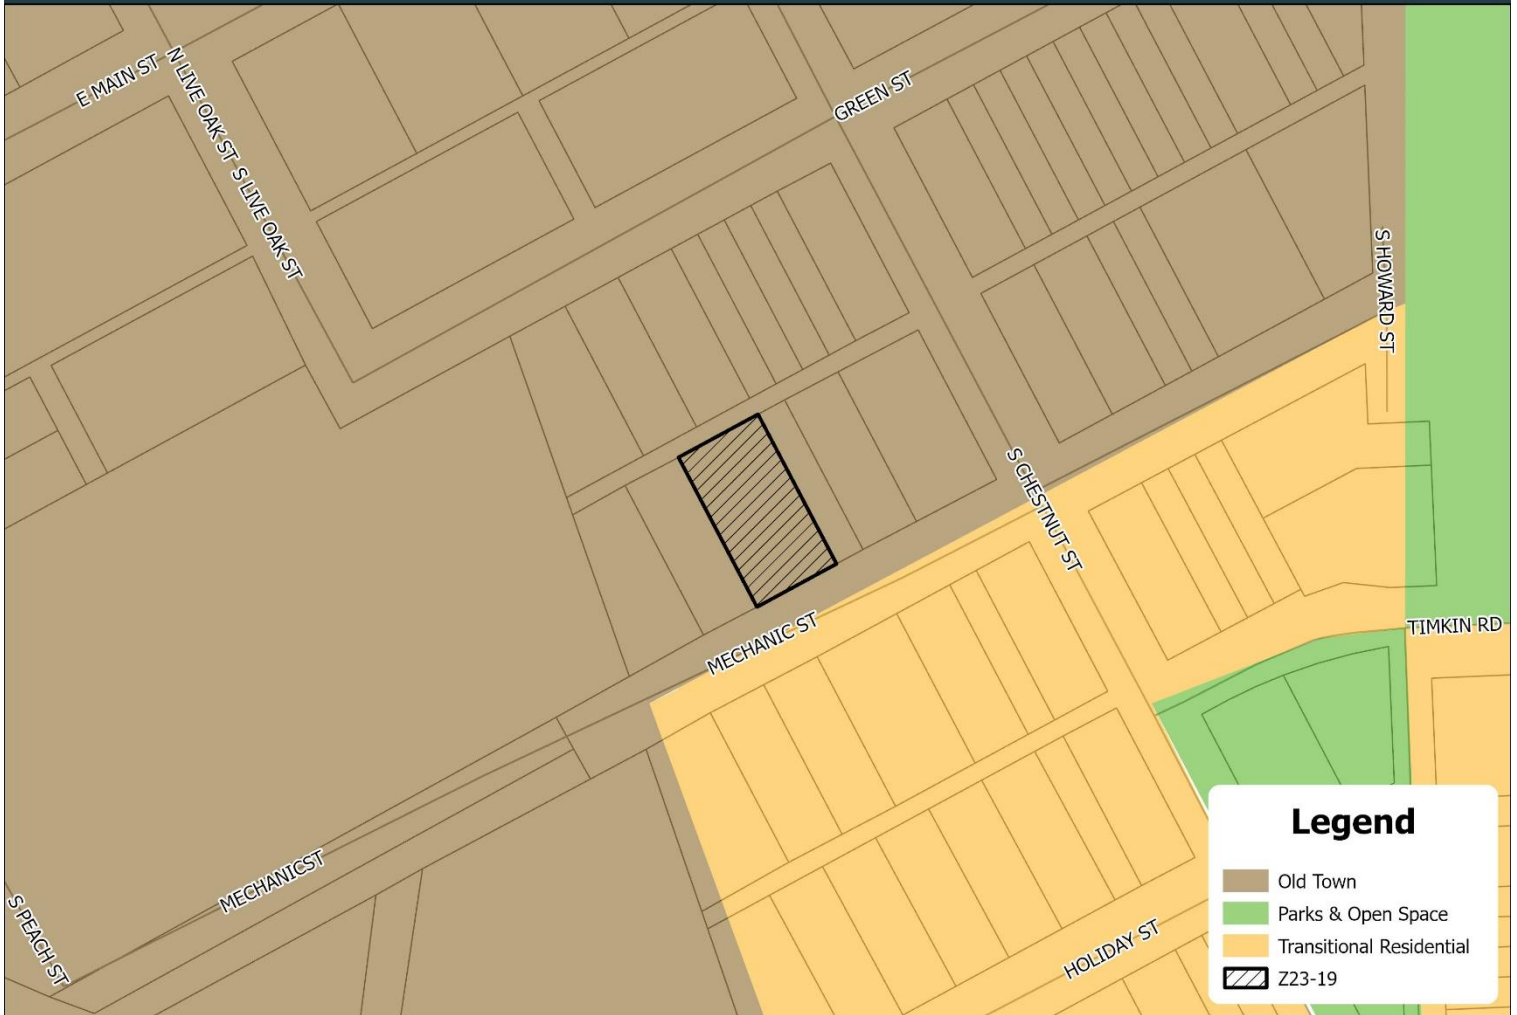 E MAIN ST
N LIVE OAK ST
S LIVE OAK ST
GREEN ST
S HOWARD ST
S CHESTNUT ST
MECHANIC ST
TIMKIN RD
MECHANICST
S PEACH ST
HOLIDAY ST
Legend
Old Town
Parks & Open Space
Transitional Residential
Z23-19